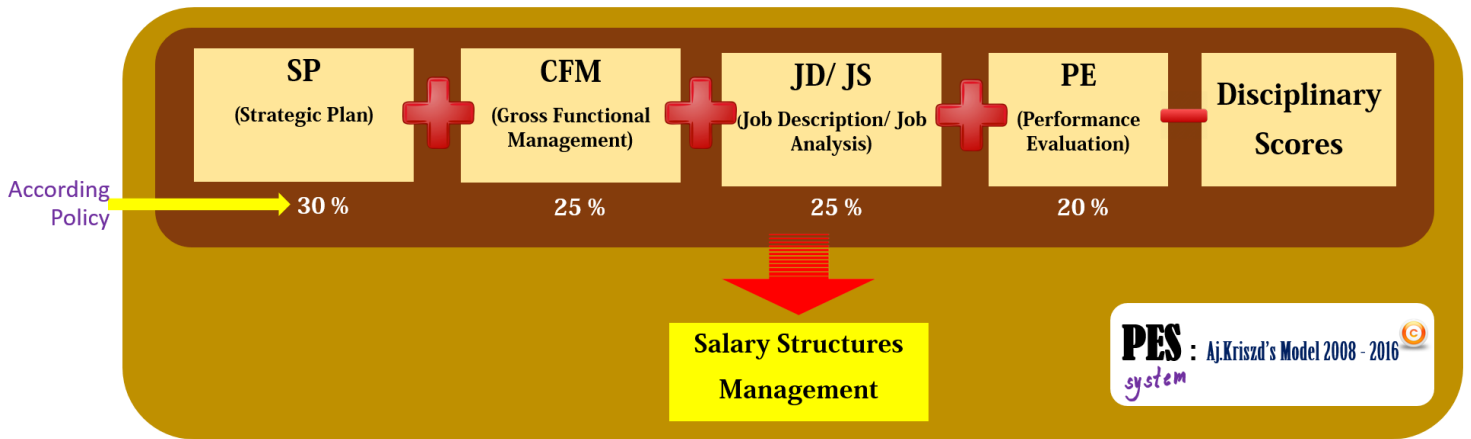 SP
(Strategic Plan)
CFM
(Gross Functional
Management)
JD/ JS
(Job Description/ Job
Analysis)
PE
(Performance
Evaluation)
Disciplinary
Scores
According
Policy
30 %
25 %
25 %
20 %
Salary Structures
Management
PES : Aj.Kriszd's Model 2008 - 2016 ©
system